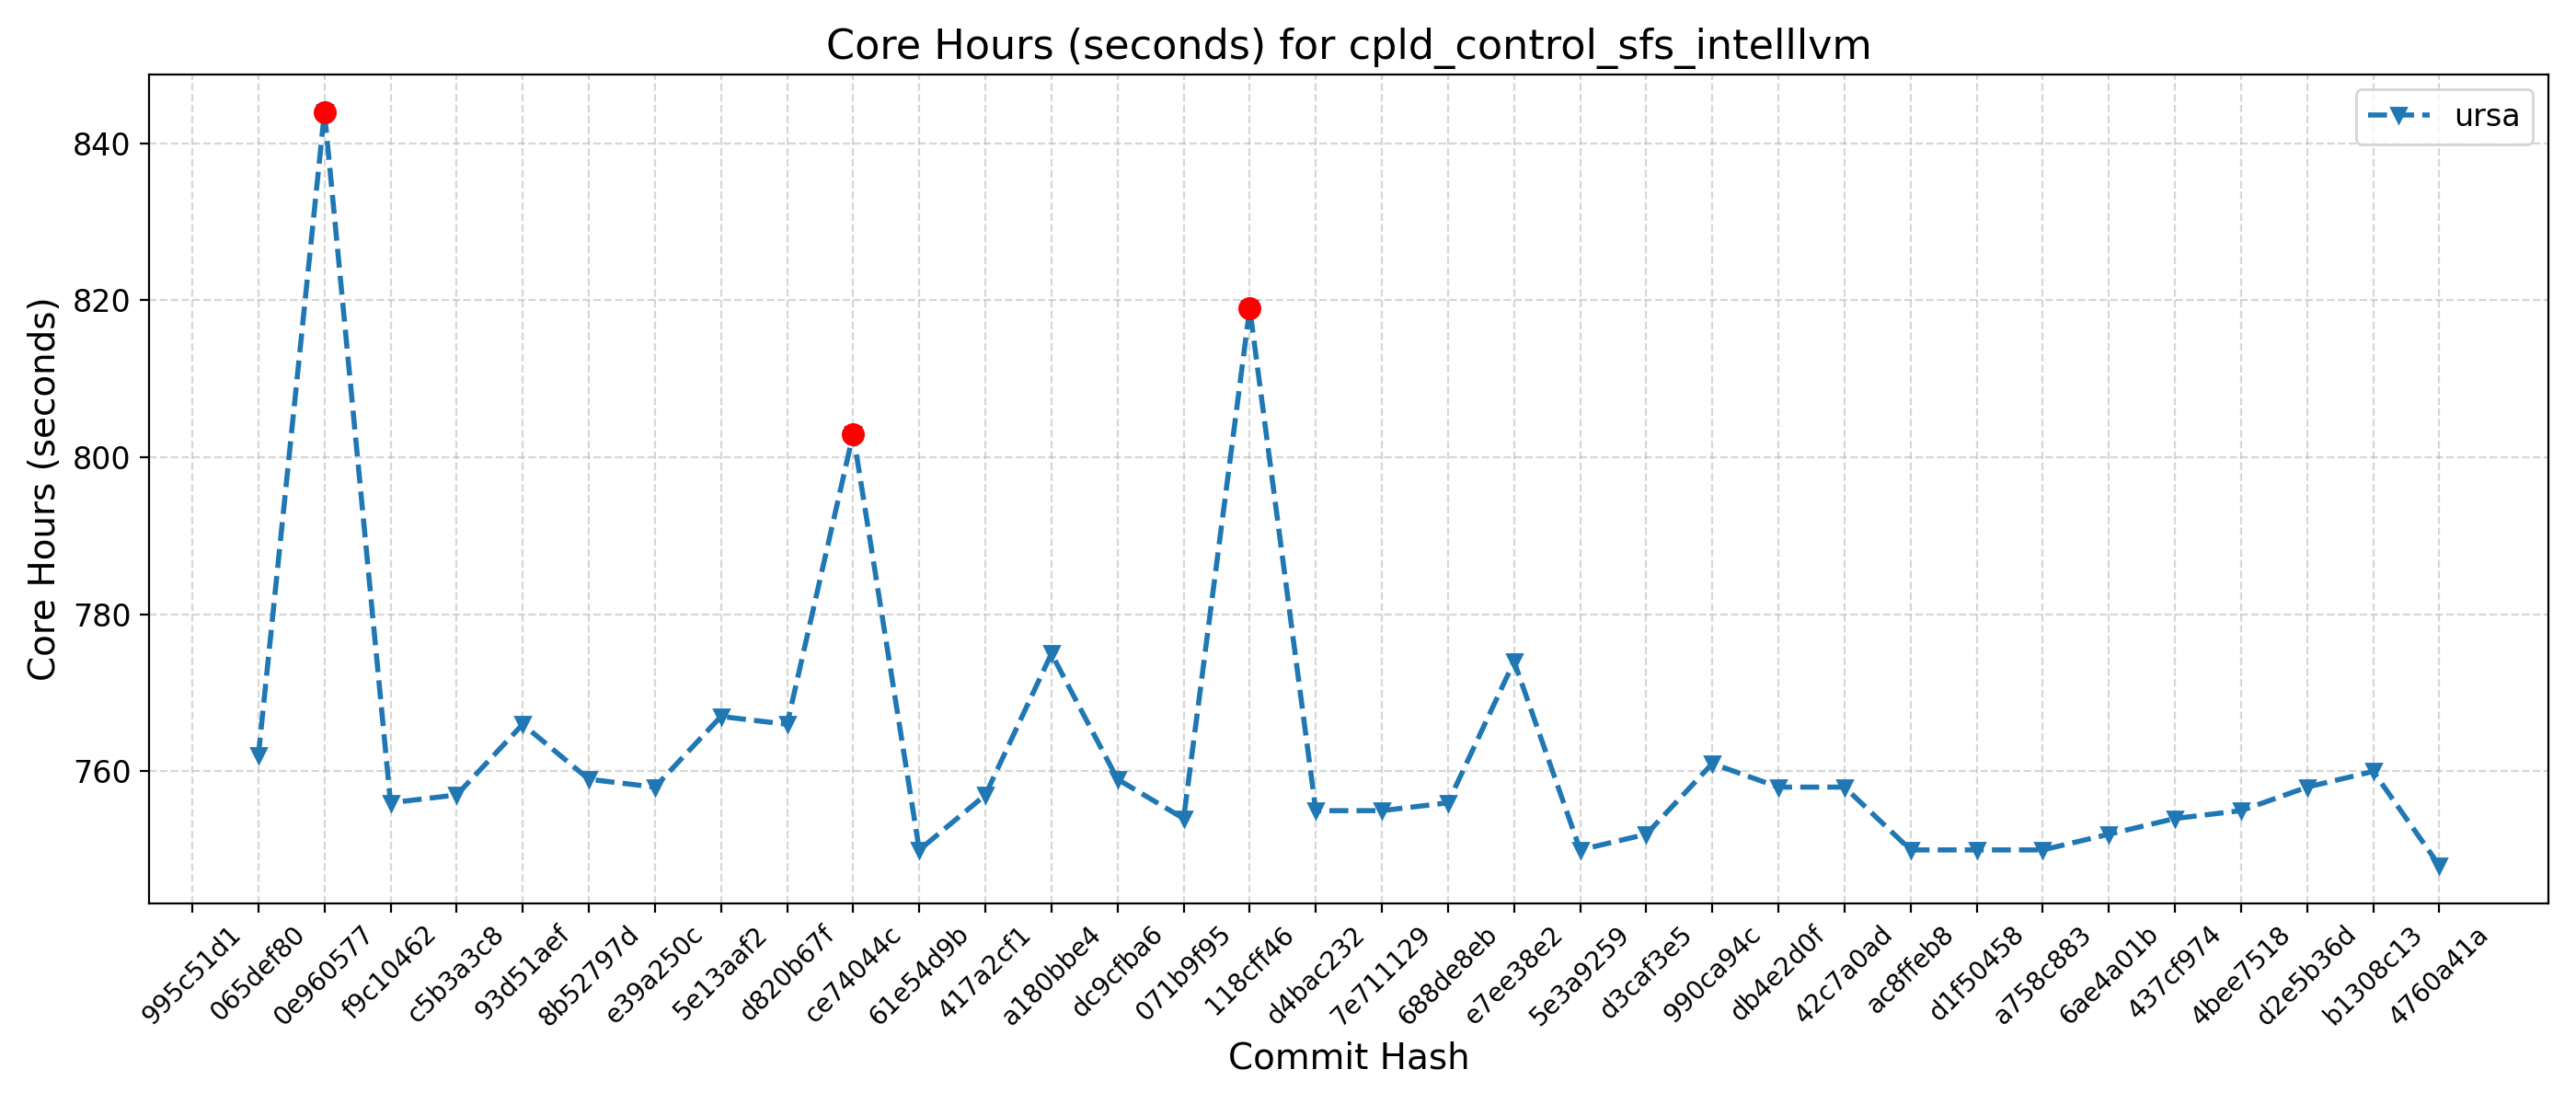 Core Hours (seconds) for cpld_control_sfs_intelllvm
ursa
Core Hours (seconds)
840
820
800
780
760
995c51d1
065def80
0e960577
f9c10462
c5b3a3c8
93d51aef
8b52797d
e39a250c
5e13aaf2
d820b67f
ce74044c
61e54d9b
417a2cf1
a180bbe4
dc9cfba6
071b9f95
118cff46
d4bac232
7e711129
688de8eb
e7ee38e2
5e3a9259
d3caf3e5
990ca94c
db4e2d0f
42c7a0ad
ac8ffeb8
d1f50458
a758c883
6ae4a01b
437cf974
4bee7518
d2e5b36d
b1308c13
4760a41a
Commit Hash